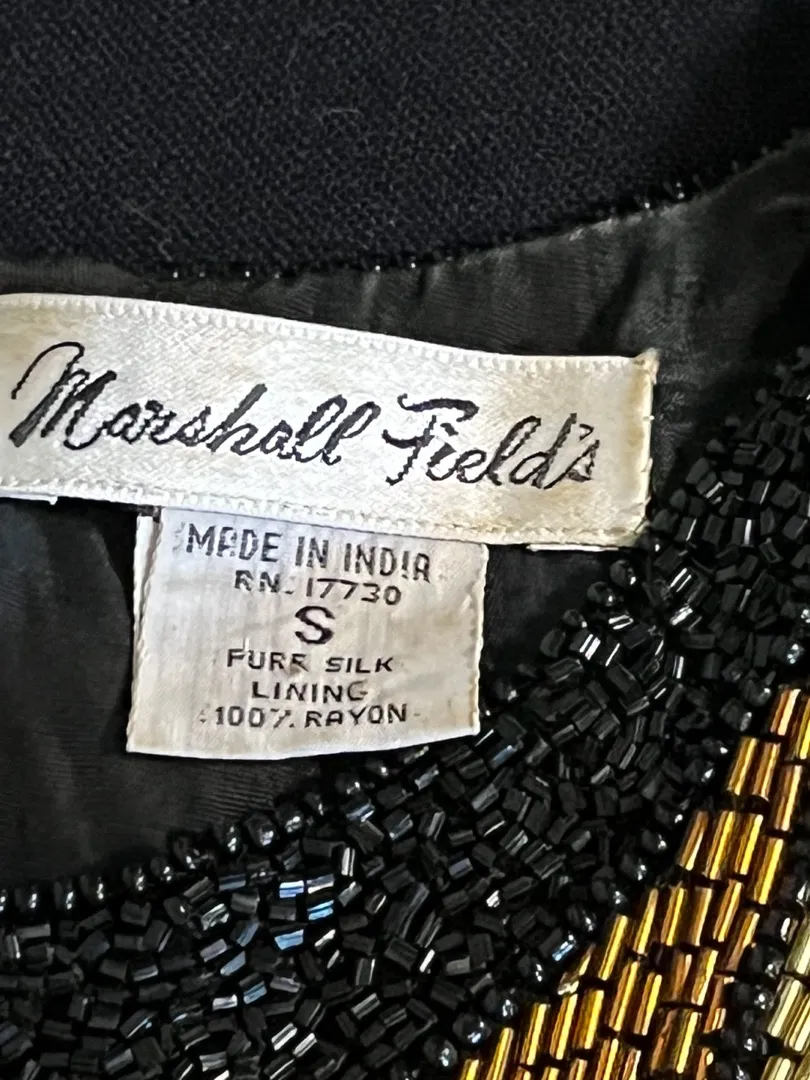 Marshall Field's
MADE IN INDIA
RN. 17730
S
PURE SILK
LINING
100% RAYON